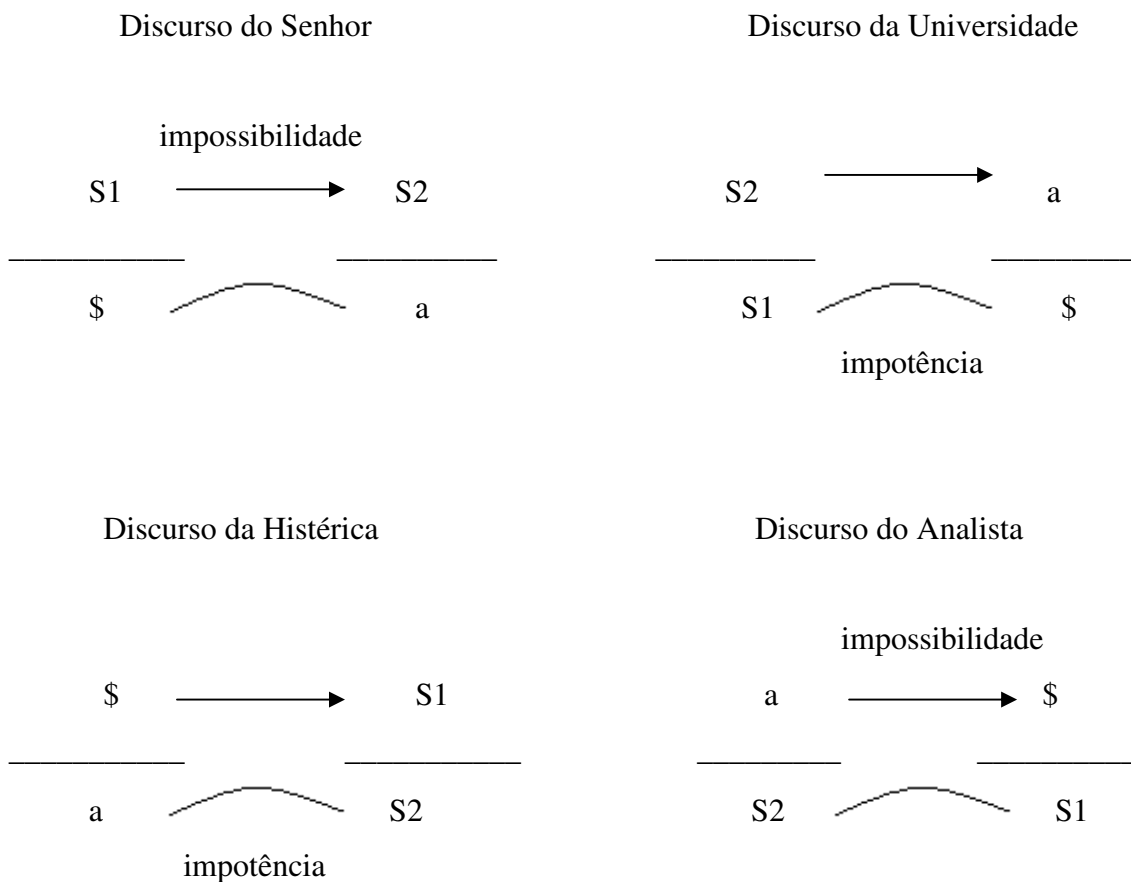 Discurso do Senhor
Discurso da Universidade
impossibilidade
S1 S2
S2 a
$ a
S1 $
impotência
Discurso da Histérica
Discurso do Analista
impossibilidade
$ S1
a $
a S2
S2 S1
impotência